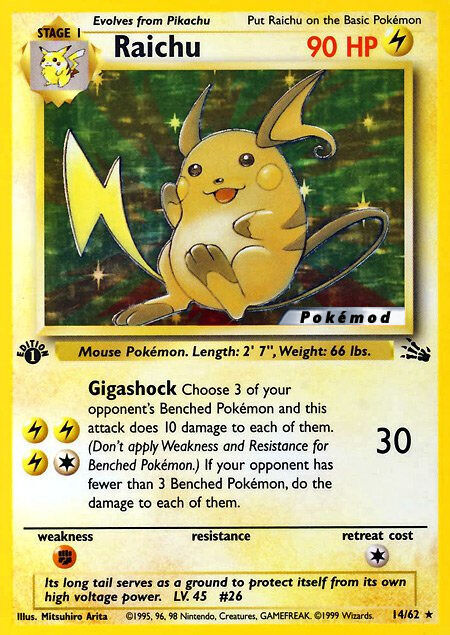 Evolves from Pikachu Put Raichu on the Basic Pokémon
STAGE 1
Raichu 90 HP
Pokémod
EDITION
1
Mouse Pokémon. Length: 2' 7", Weight: 66 lbs.
Gigashock Choose 3 of your
opponent's Benched Pokémon and this
attack does 10 damage to each of them.
(Don't apply Weakness and Resistance for
Benched Pokémon.) If your opponent has
fewer than 3 Benched Pokémon, do the
damage to each of them.
30
weakness resistance retreat cost
Its long tail serves as a ground to protect itself from its own
high voltage power. LV. 45 #26
Illus. Mitsuhiro Arita ©1995, 96, 98 Nintendo, Creatures, GAMEFREAK. ©1999 Wizards. 14/62 ★